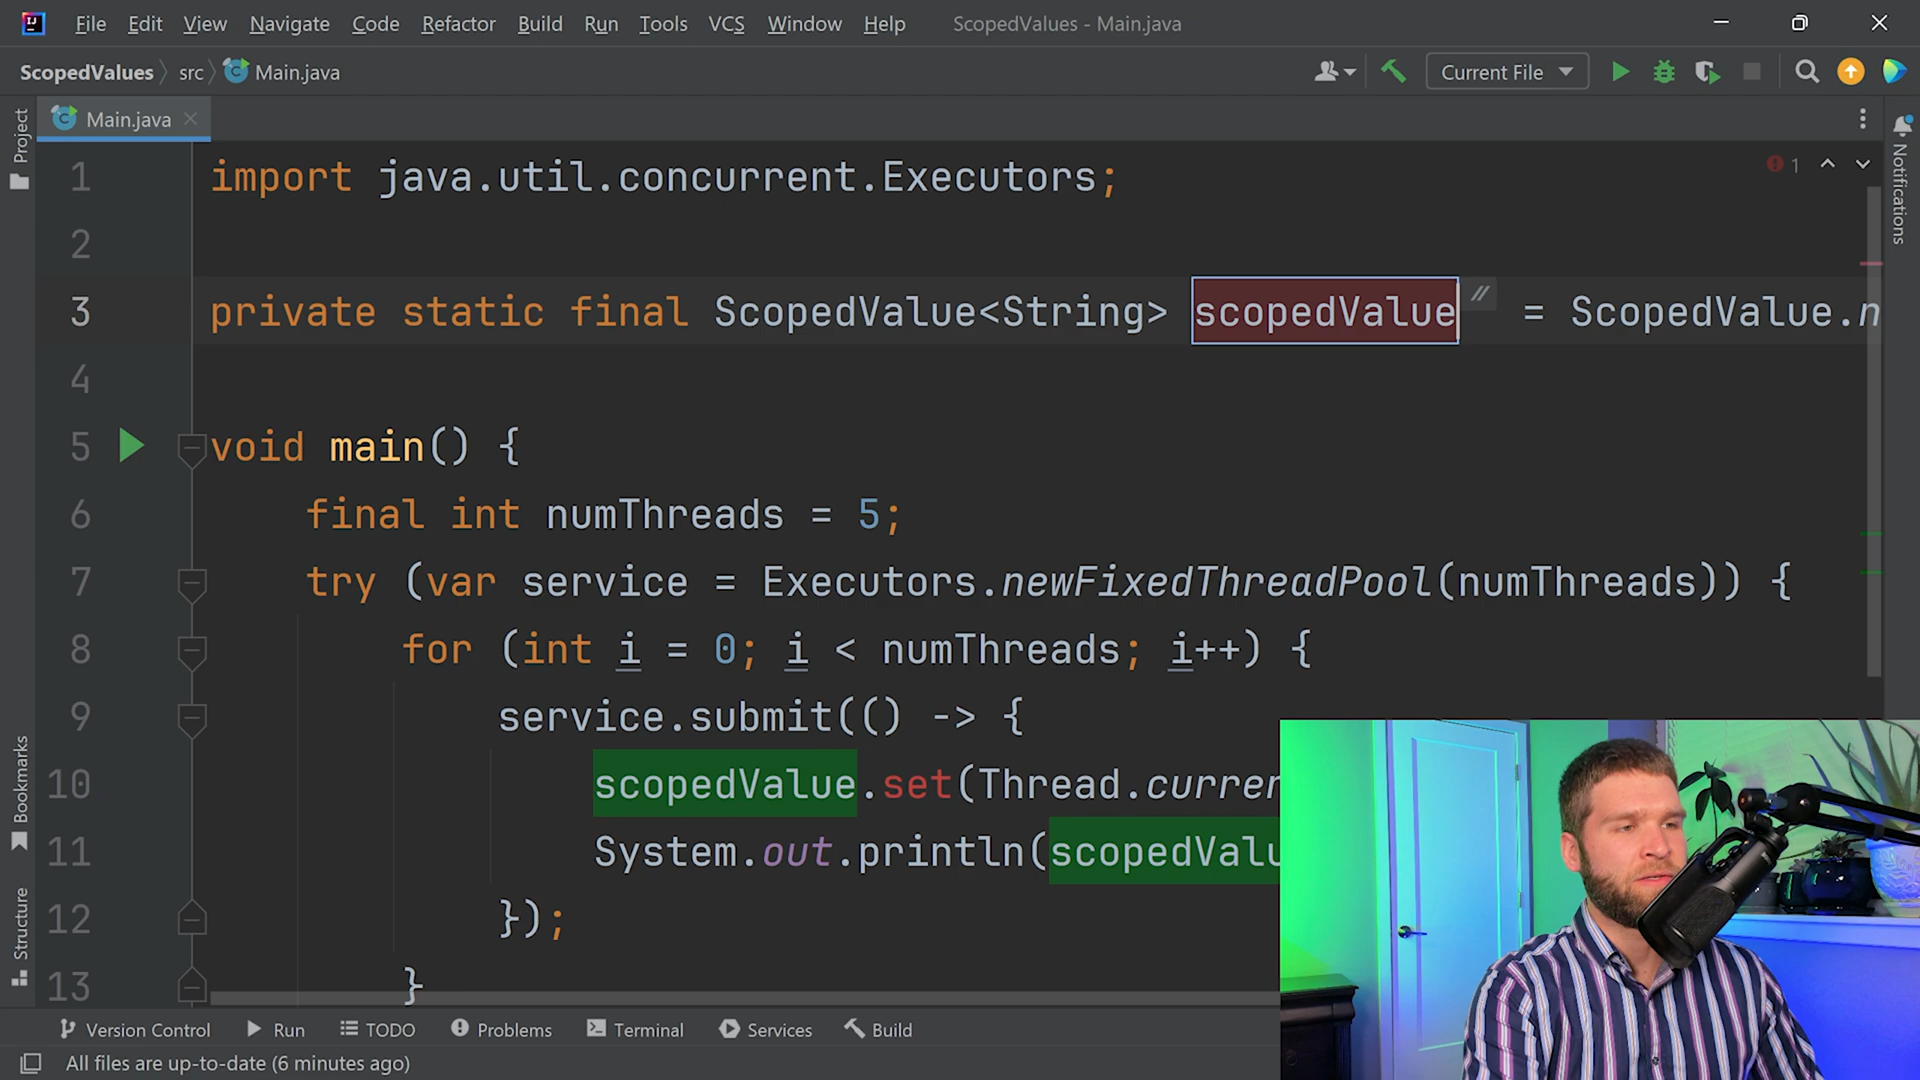 File Edit View Navigate Code Refactor Build Run Tools VCS Window Help ScopedValues - Main.java
ScopedValues src Main.java Current File
Project
Main.java
1 import java.util.concurrent.Executors; 1
2
3 private static final ScopedValue<String> scopedValue = ScopedValue.n
4
5 void main() {
6 final int numThreads = 5;
7 try (var service = Executors.newFixedThreadPool(numThreads)) {
8 for (int i = 0; i < numThreads; i++) {
9 service.submit(() -> {
10 scopedValue.set(Thread.curren
11 System.out.println(scopedValu
12 });
13 }
Notifications
Bookmarks
Structure
Version Control Run TODO Problems Terminal Services Build
All files are up-to-date (6 minutes ago)